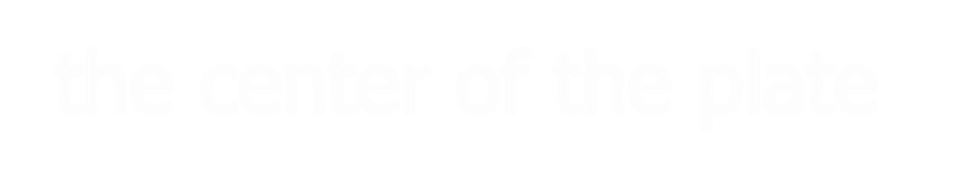 the center of the plate